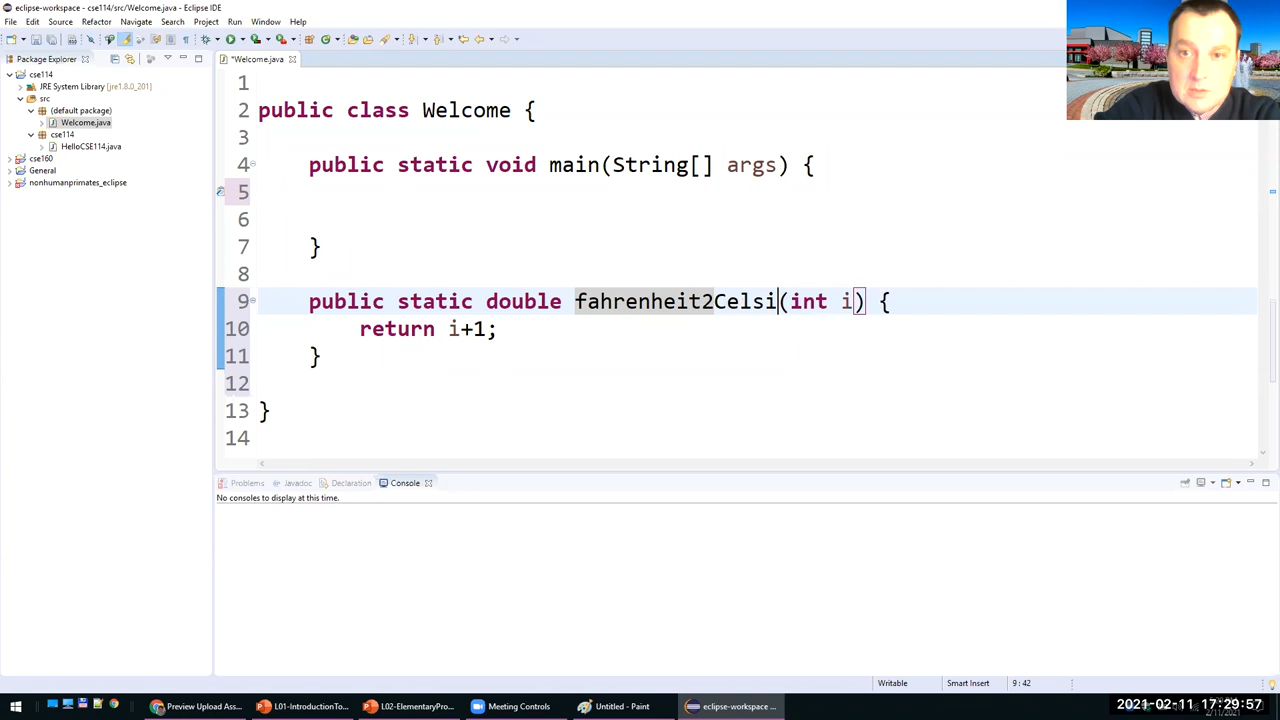 eclipse-workspace - cse114/src/Welcome.java - Eclipse IDE
File Edit Source Refactor Navigate Search Project Run Window Help
Package Explorer
*Welcome.java
cse114
JRE System Library [jre1.8.0_201]
src
(default package)
Welcome.java
cse114
HelloCSE114.java
cse160
General
nonhumanprimates_eclipse
1
2 public class Welcome {
3
4 public static void main(String[] args) {
5
6
7 }
8
9 public static double fahrenheit2Celsi(int i) {
10 return i+1;
11 }
12
13 }
14
Problems Javadoc Declaration Console
No consoles to display at this time.
Writable Smart Insert 9 : 42
Preview Upload Ass... L01-IntroductionTo... L02-ElementaryPro... Meeting Controls Untitled - Paint eclipse-workspace ...
2021-02-11 17:29:57
2/11/2021